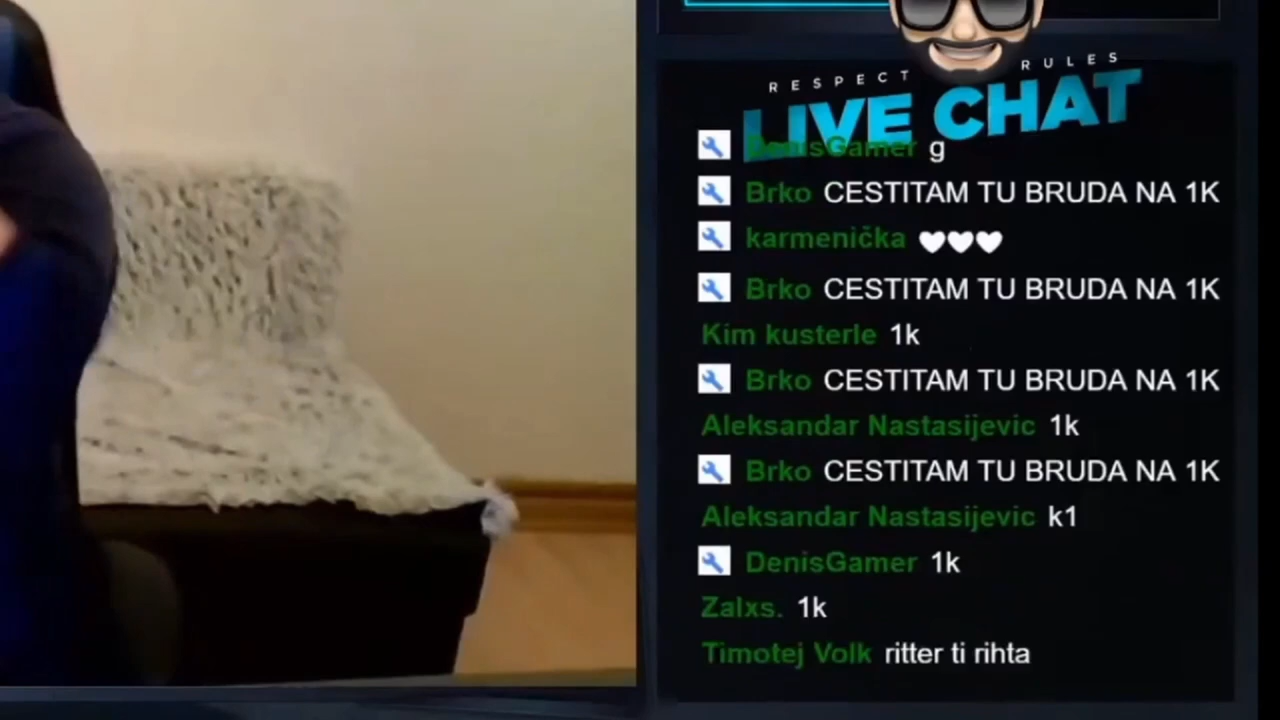 RESPECT RULES
LIVE CHAT
DenisGamer g
Brko CESTITAM TU BRUDA NA 1K
karmenička 🤍🤍🤍
Brko CESTITAM TU BRUDA NA 1K
Kim kusterle 1k
Brko CESTITAM TU BRUDA NA 1K
Aleksandar Nastasijevic 1k
Brko CESTITAM TU BRUDA NA 1K
Aleksandar Nastasijevic k1
DenisGamer 1k
Zalxs. 1k
Timotej Volk ritter ti rihta